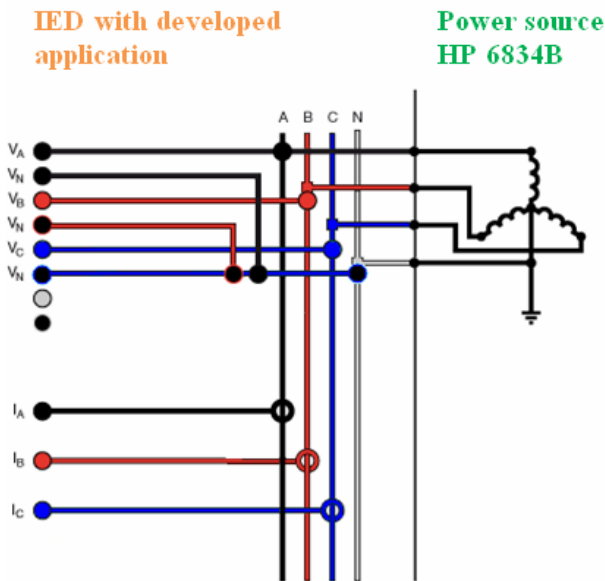 IED with developed
application
Power source
HP 6834B
A B C N
VA
VN
VB
VN
VC
VN
IA
IB
IC